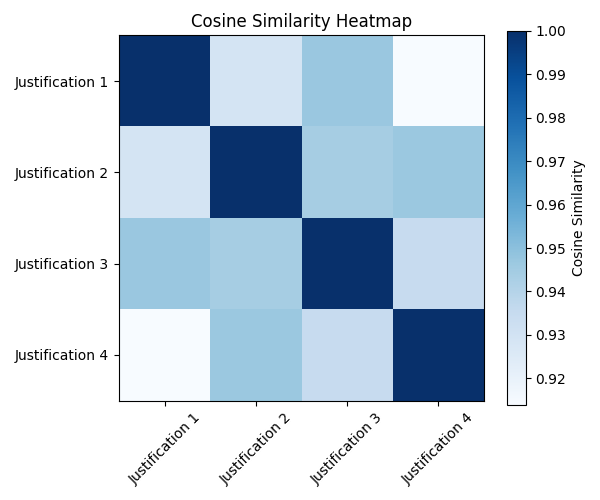 Cosine Similarity Heatmap
Justification 1
Justification 2
Justification 3
Justification 4
Justification 1
Justification 2
Justification 3
Justification 4
1.00
0.99
0.98
0.97
0.96
0.95
0.94
0.93
0.92
Cosine Similarity